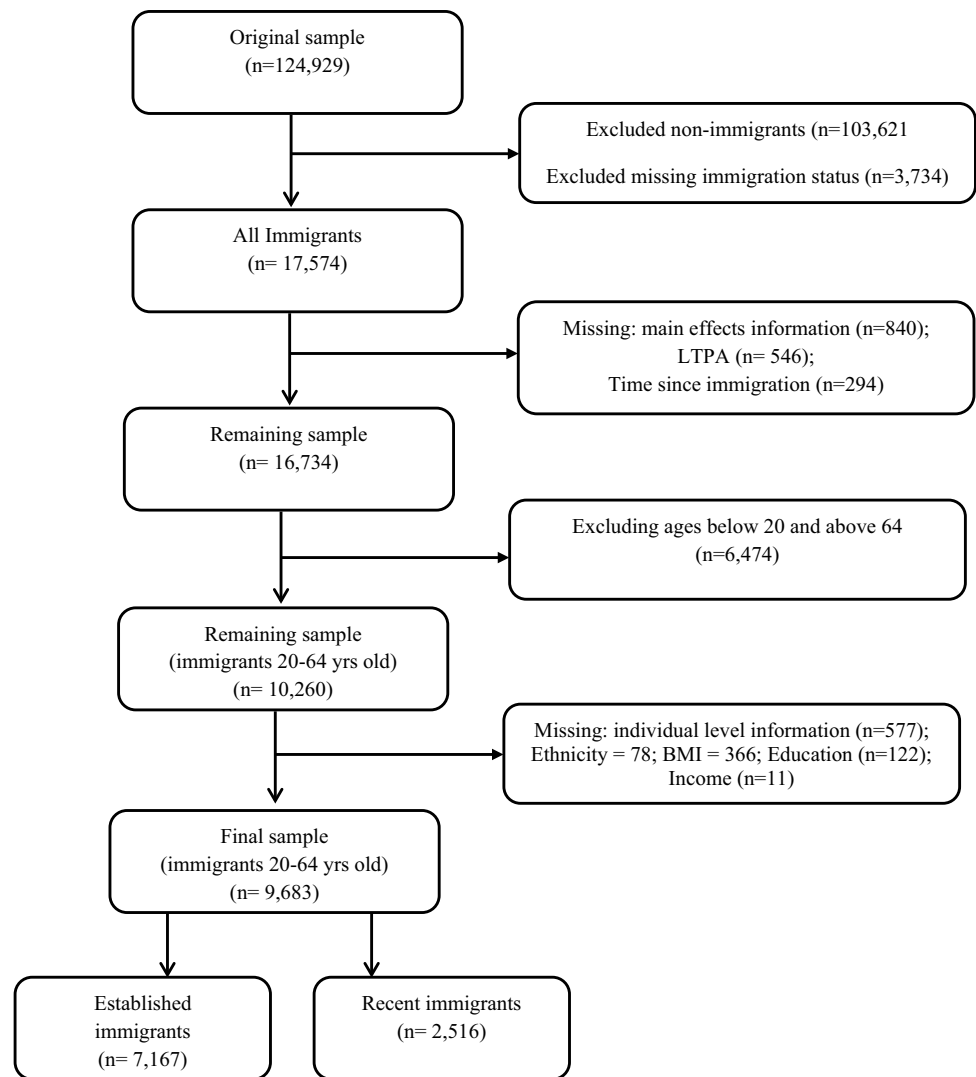 Original sample
(n=124,929)
Excluded non-immigrants (n=103,621
Excluded missing immigration status (n=3,734)
All Immigrants
(n= 17,574)
Missing: main effects information (n=840);
LTPA (n= 546);
Time since immigration (n=294)
Remaining sample
(n= 16,734)
Excluding ages below 20 and above 64
(n=6,474)
Remaining sample
(immigrants 20-64 yrs old)
(n= 10,260)
Missing: individual level information (n=577);
Ethnicity = 78; BMI = 366; Education (n=122);
Income (n=11)
Final sample
(immigrants 20-64 yrs old)
(n= 9,683)
Established
immigrants
(n= 7,167)
Recent immigrants
(n= 2,516)